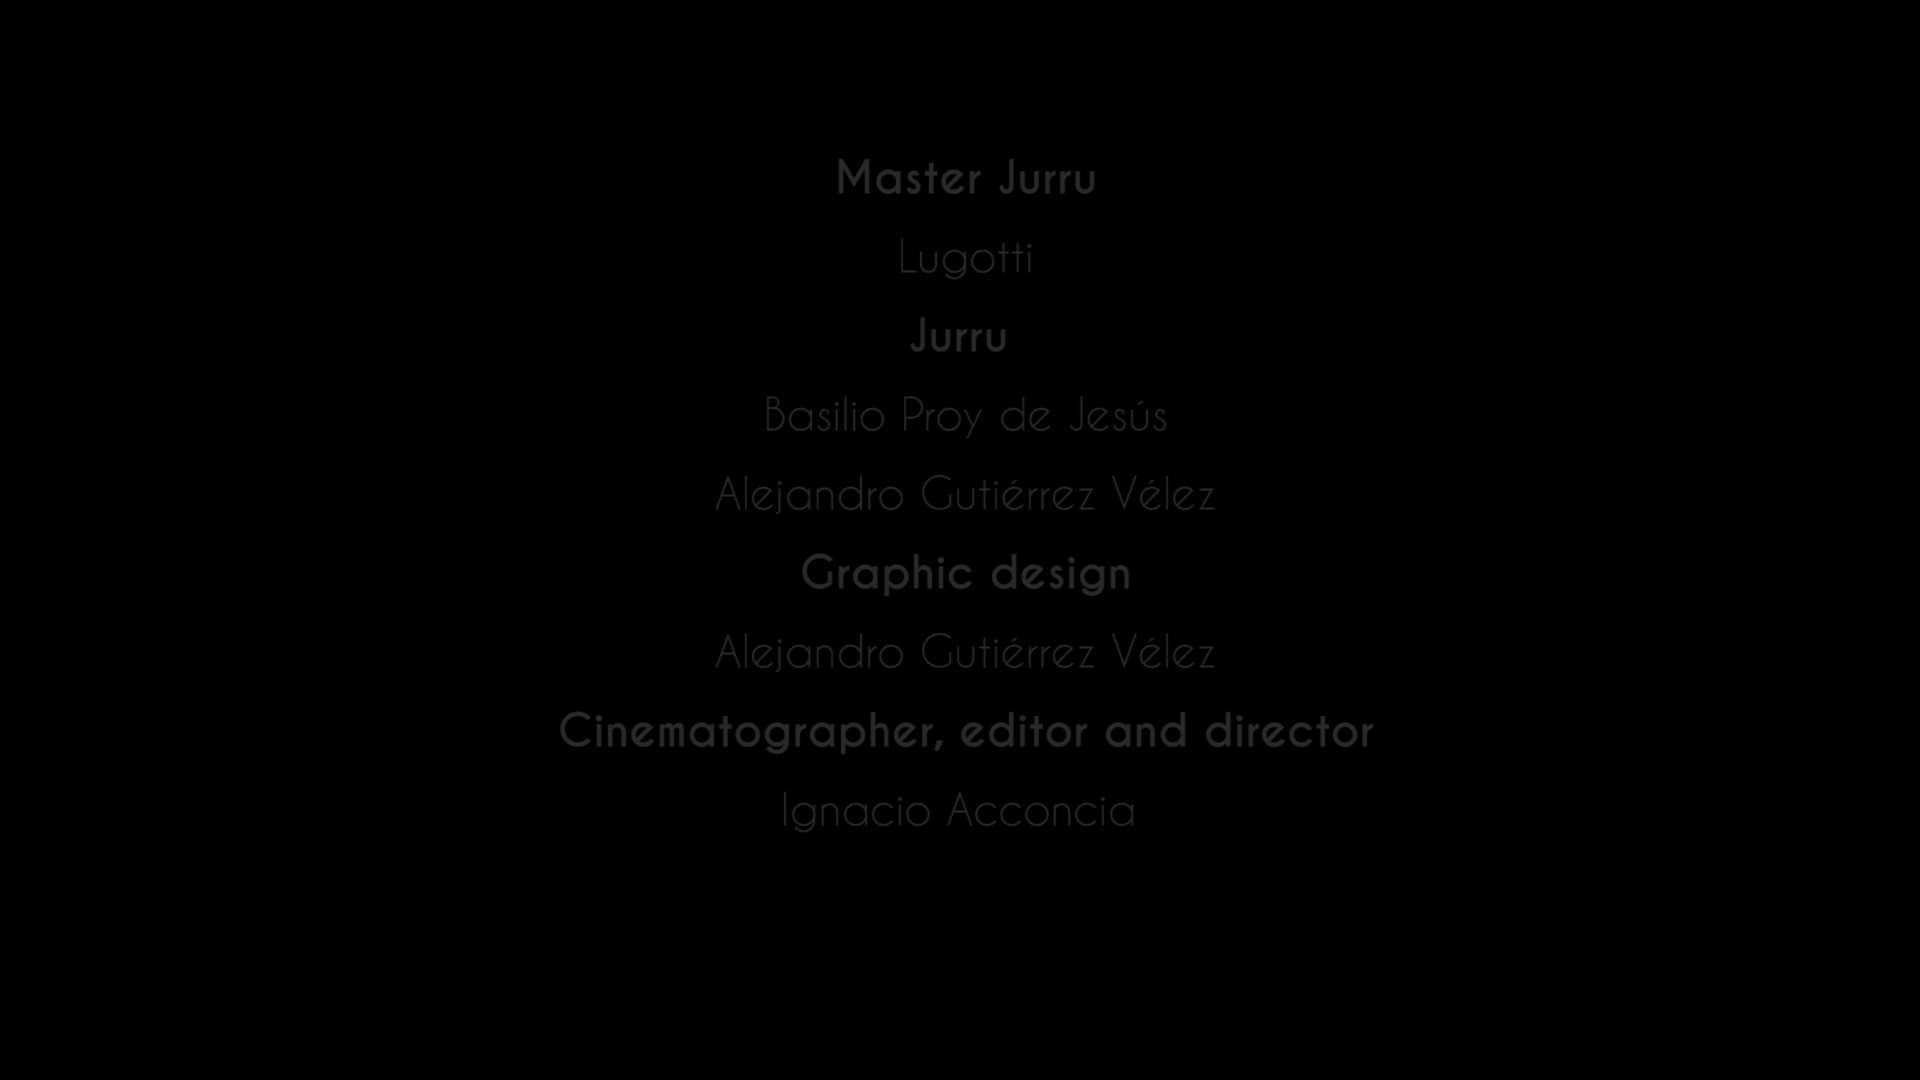 Master Jurru
Lugotti
Jurru
Basilio Proy de Jesús
Alejandro Gutiérrez Vélez
Graphic design
Alejandro Gutiérrez Vélez
Cinematographer, editor and director
Ignacio Acconcia